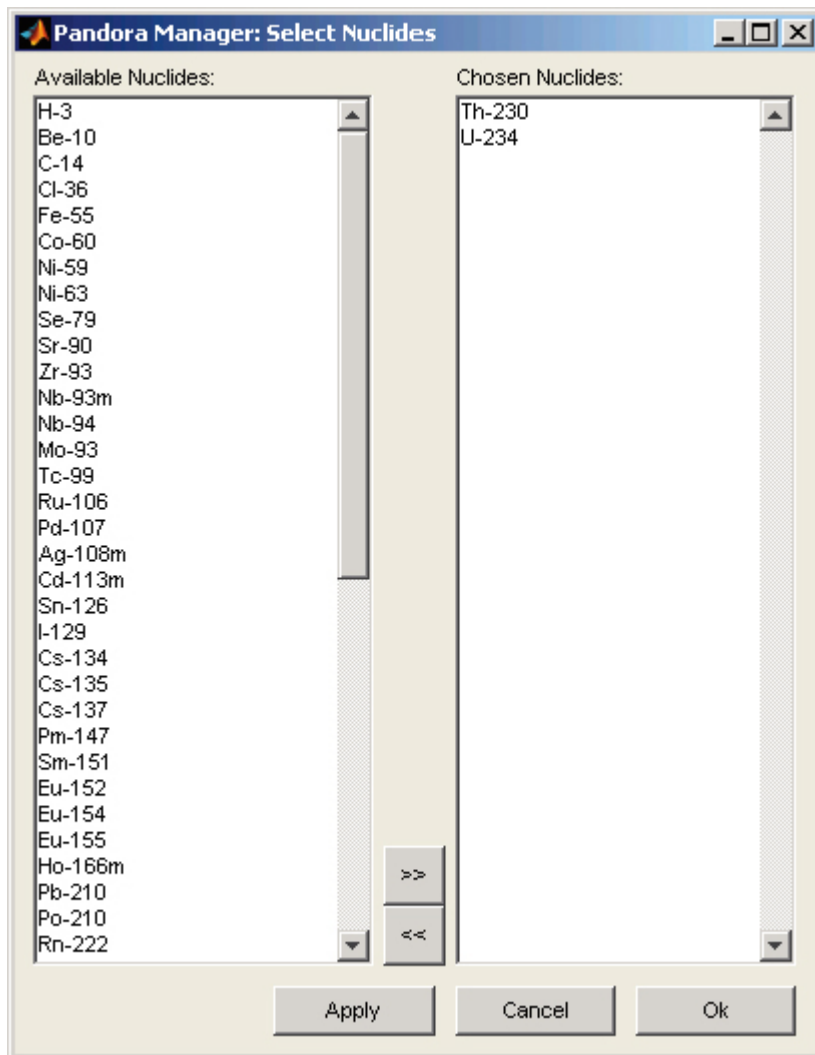 Pandora Manager: Select Nuclides
Available Nuclides:
H-3
Be-10
C-14
Cl-36
Fe-55
Co-60
Ni-59
Ni-63
Se-79
Sr-90
Zr-93
Nb-93m
Nb-94
Mo-93
Tc-99
Ru-106
Pd-107
Ag-108m
Cd-113m
Sn-126
I-129
Cs-134
Cs-135
Cs-137
Pm-147
Sm-151
Eu-152
Eu-154
Eu-155
Ho-166m
Pb-210
Po-210
Rn-222
>>
<<
Chosen Nuclides:
Th-230
U-234
Apply Cancel Ok